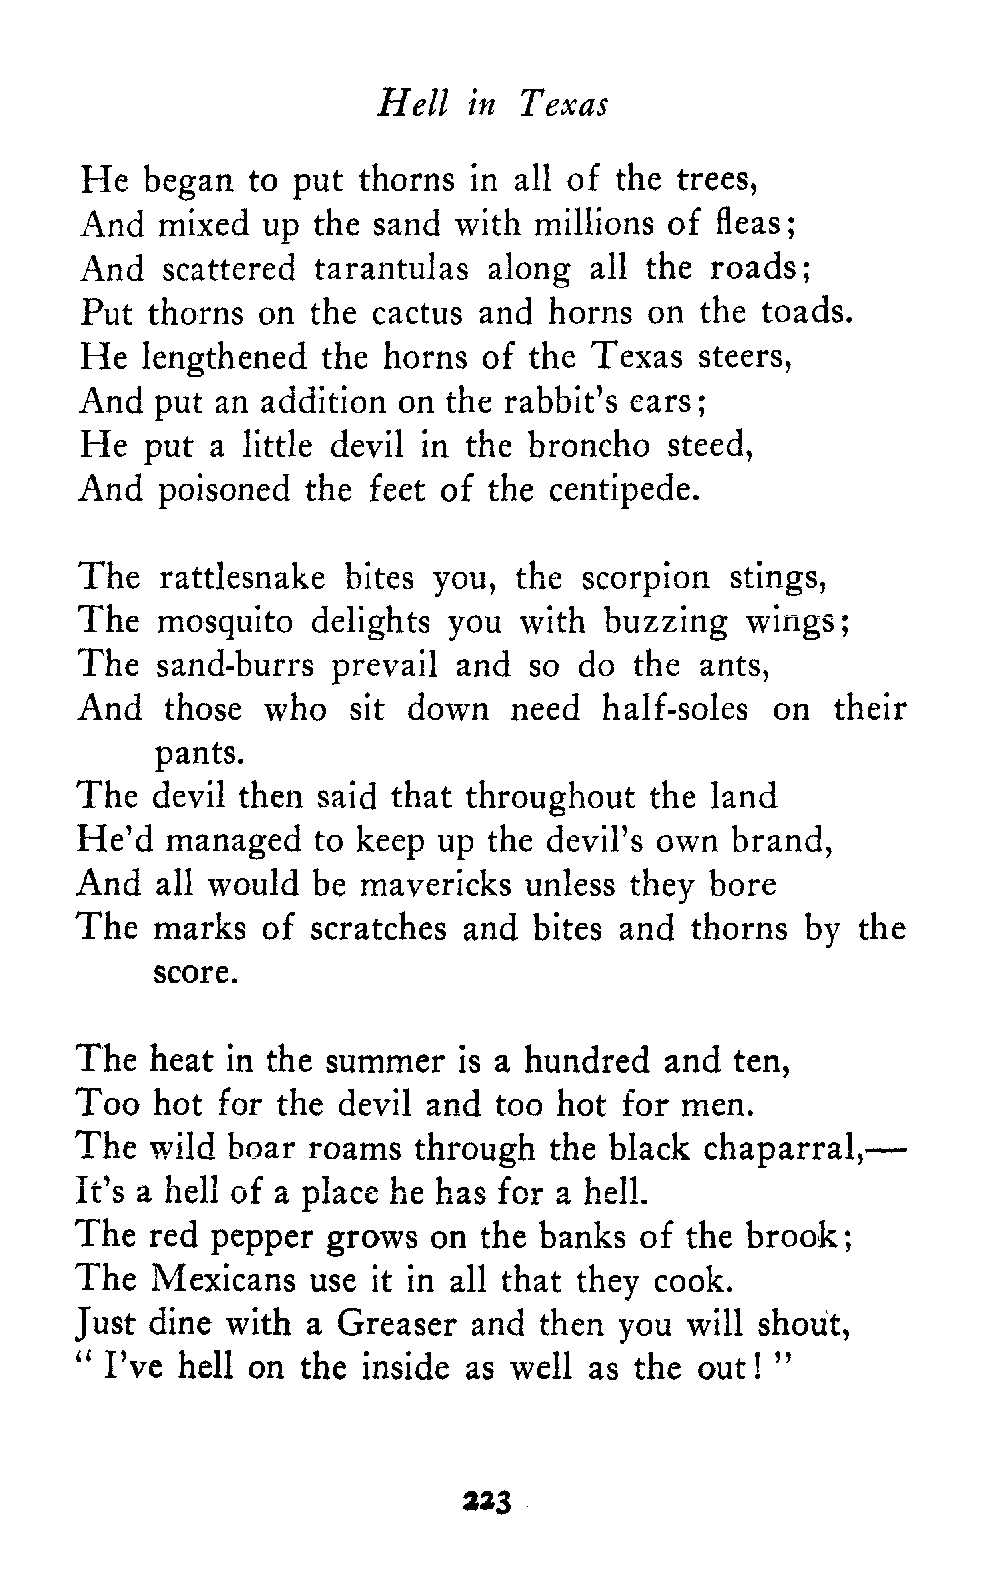 Hell in Texas
He began to put thorns in all of the trees,
And mixed up the sand with millions of fleas;
And scattered tarantulas along all the roads;
Put thorns on the cactus and horns on the toads.
He lengthened the horns of the Texas steers,
And put an addition on the rabbit's ears;
He put a little devil in the broncho steed,
And poisoned the feet of the centipede.
The rattlesnake bites you, the scorpion stings,
The mosquito delights you with buzzing wings;
The sand-burrs prevail and so do the ants,
And those who sit down need half-soles on their
pants.
The devil then said that throughout the land
He'd managed to keep up the devil's own brand,
And all would be mavericks unless they bore
The marks of scratches and bites and thorns by the
score.
The heat in the summer is a hundred and ten,
Too hot for the devil and too hot for men.
The wild boar roams through the black chaparral,—
It's a hell of a place he has for a hell.
The red pepper grows on the banks of the brook;
The Mexicans use it in all that they cook.
Just dine with a Greaser and then you will shout,
" I've hell on the inside as well as the out! "
223